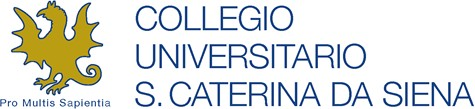 COLLEGIO
UNIVERSITARIO
S. CATERINA DA SIENA
Pro Multis Sapientia